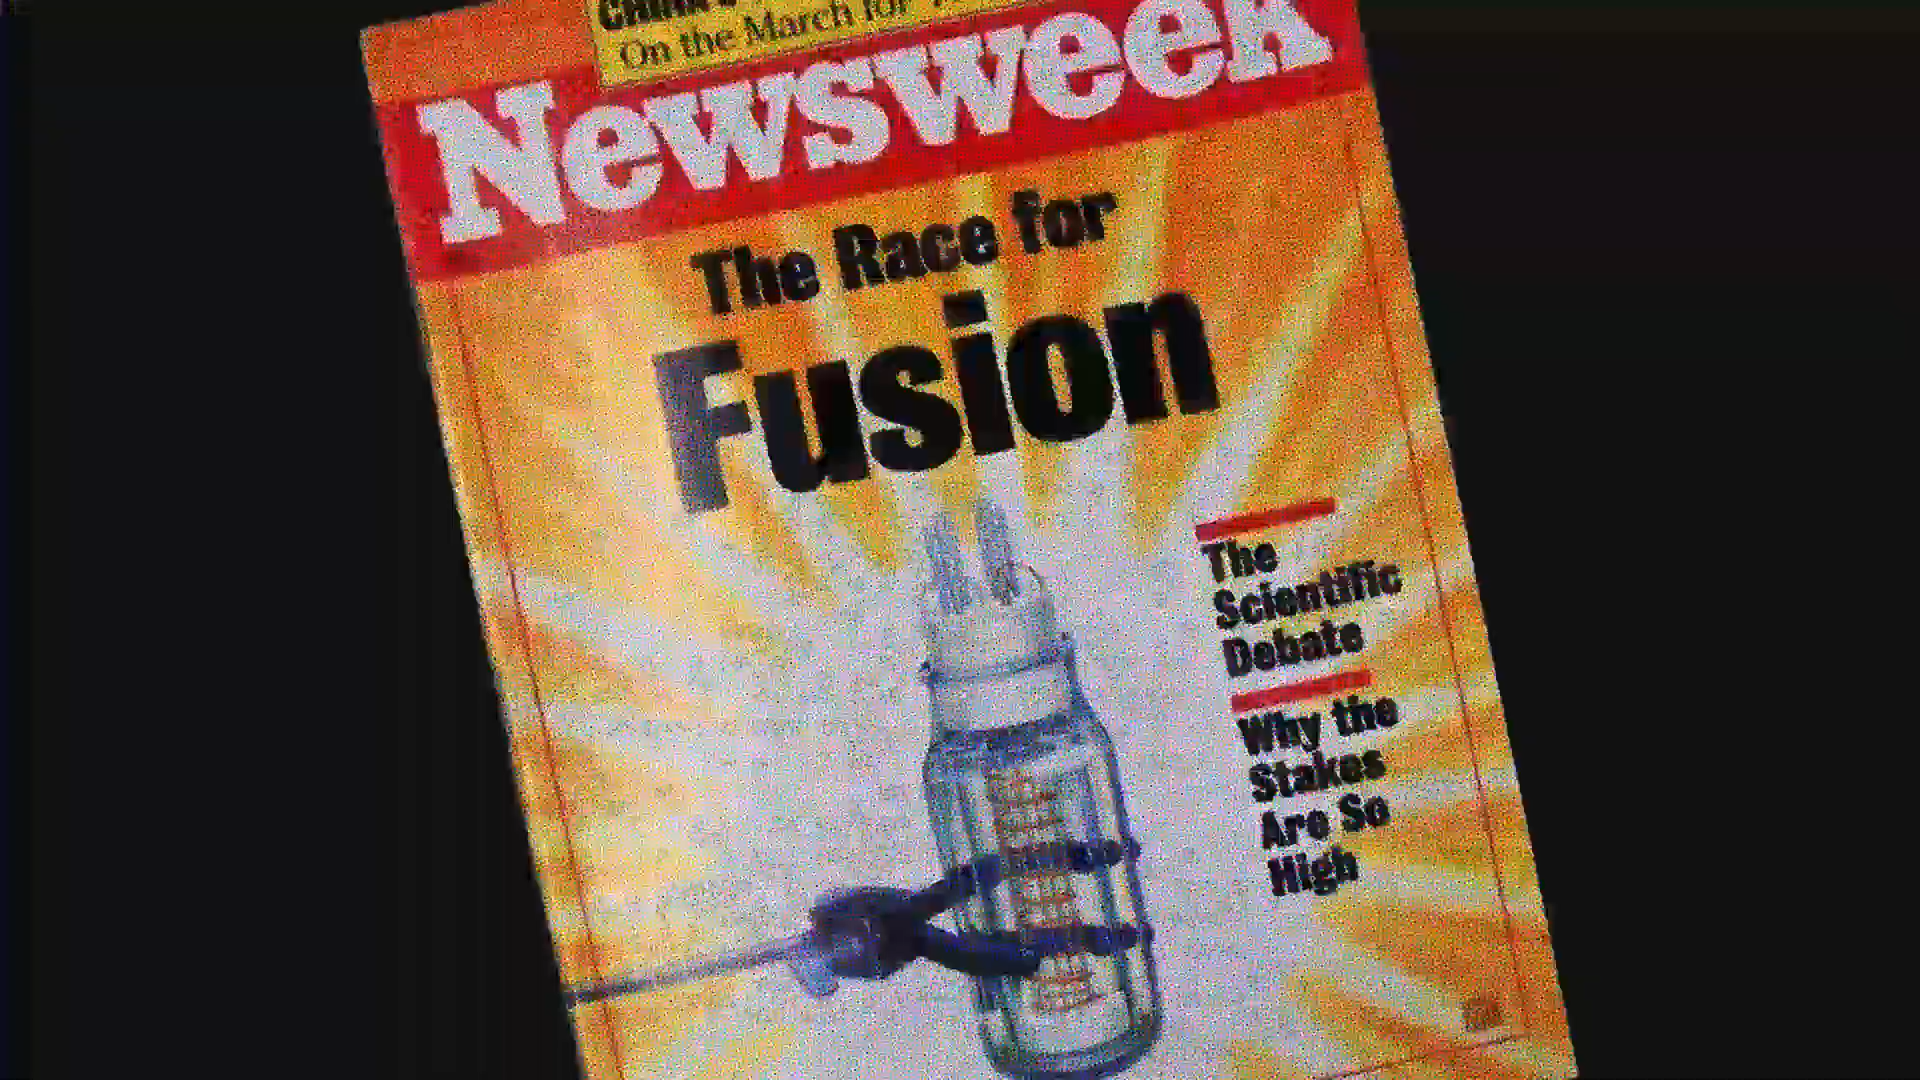 On the March for
Newsweek
The Race for
Fusion
The
Scientific
Debate
Why the
Stakes
Are So
High